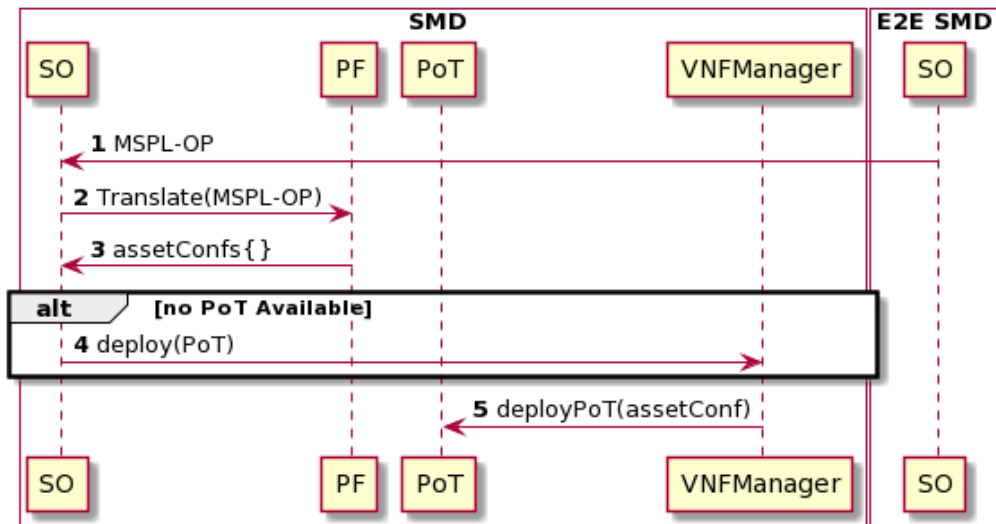 SMD
E2E SMD
SO
PF
PoT
VNFManager
SO
1 MSPL-OP
2 Translate(MSPL-OP)
3 assetConfs{}
alt
[no PoT Available]
4 deploy(PoT)
5 deployPoT(assetConf)
SO
PF
PoT
VNFManager
SO